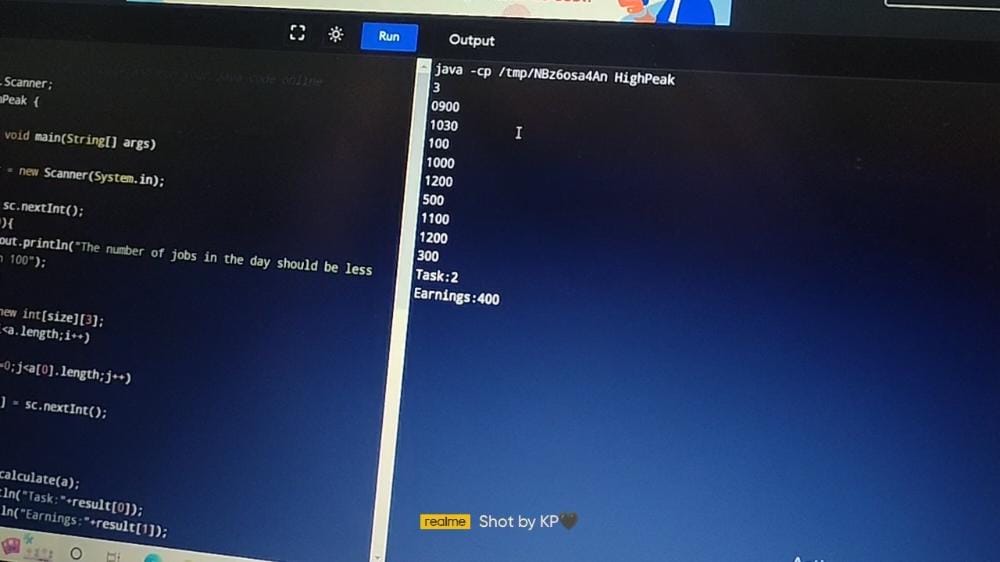 Run
Output
.Scanner;
hPeak {
void main(String[] args)
= new Scanner(System.in);
sc.nextInt();
){
out.println("The number of jobs in the day should be less
n 100");
new int[size][3];
<a.length;i++)
=0;j<a[0].length;j++)
] = sc.nextInt();
calculate(a);
ln("Task:"+result[0]);
ln("Earnings:"+result[1]);
java -cp /tmp/NBz6osa4An HighPeak
3
0900
1030
100
1000
1200
500
1100
1200
300
Task:2
Earnings:400
realme Shot by KP🖤